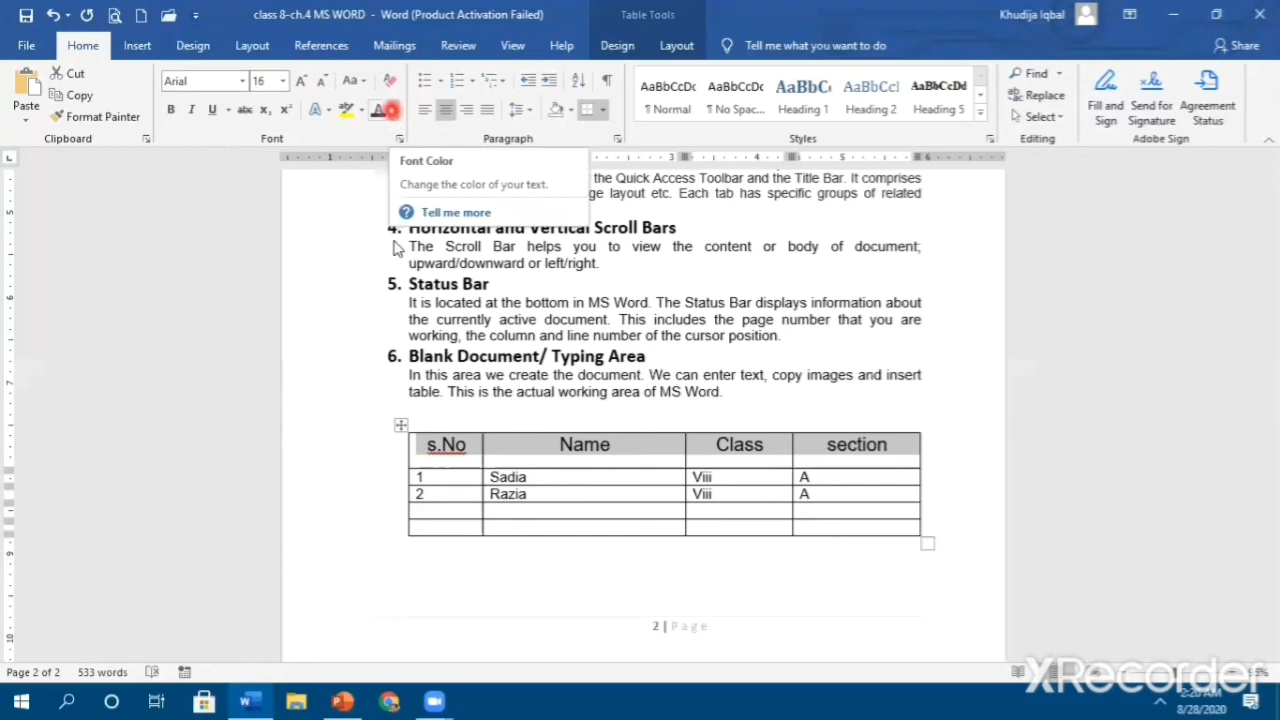 class 8-ch.4 MS WORD - Word (Product Activation Failed)
Table Tools
Khudija Iqbal
File Home Insert Design Layout References Mailings Review View Help Design Layout Tell me what you want to do Share
Paste
Cut
Copy
Format Painter
Clipboard
Arial 16
Font
Paragraph
AaBbCcDc AaBbCcDc AaBbC AaBbCcl AaBbCcDd
¶ Normal ¶ No Spac... Heading 1 Heading 2 Heading 5
Styles
Find
Replace
Select
Editing
Fill and Sign
Send for Signature
Agreement Status
Adobe Sign
Font Color
Change the color of your text.
Tell me more
the Quick Access Toolbar and the Title Bar. It comprises
ge layout etc. Each tab has specific groups of related
4. Horizontal and Vertical Scroll Bars
The Scroll Bar helps you to view the content or body of document;
upward/downward or left/right.
5. Status Bar
It is located at the bottom in MS Word. The Status Bar displays information about
the currently active document. This includes the page number that you are
working, the column and line number of the cursor position.
6. Blank Document/ Typing Area
In this area we create the document. We can enter text, copy images and insert
table. This is the actual working area of MS Word.
s.No Name Class section
1 Sadia Viii A
2 Razia Viii A
2 | Page
Page 2 of 2 533 words
XRecorder
2:20 AM
8/28/2020